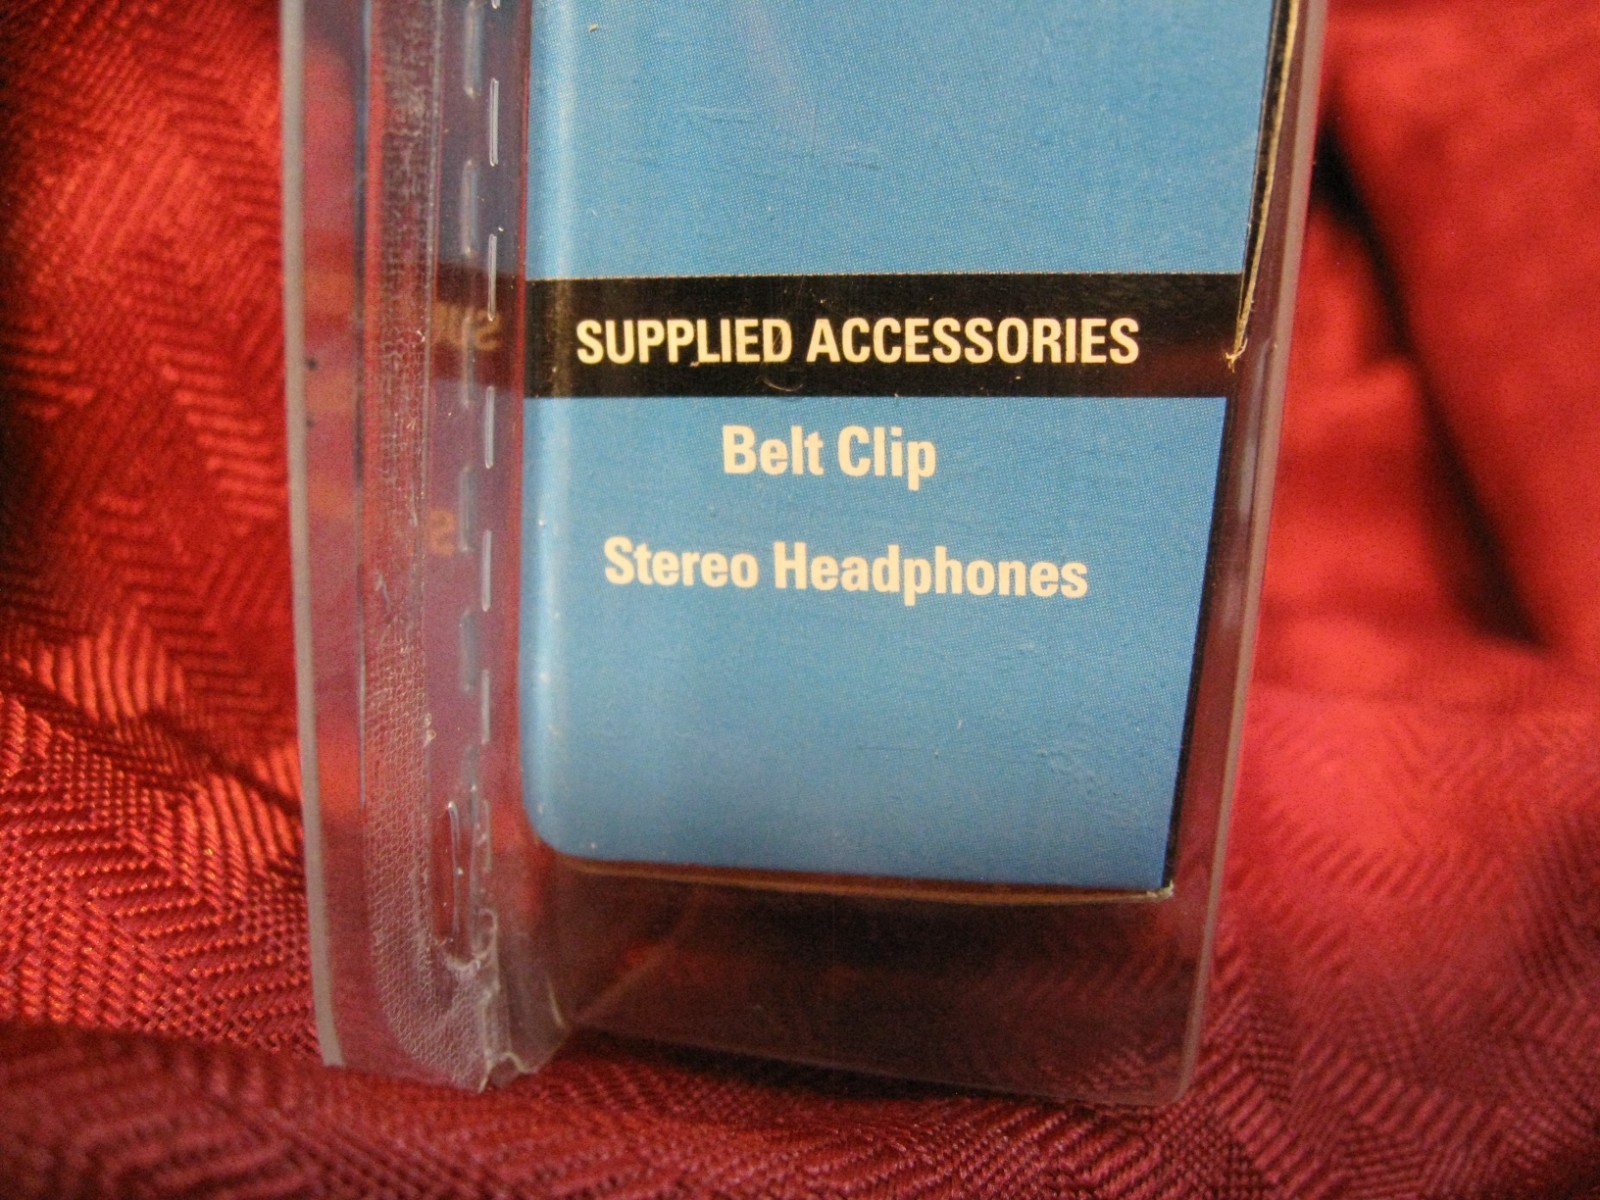 SUPPLIED ACCESSORIES
Belt Clip
Stereo Headphones